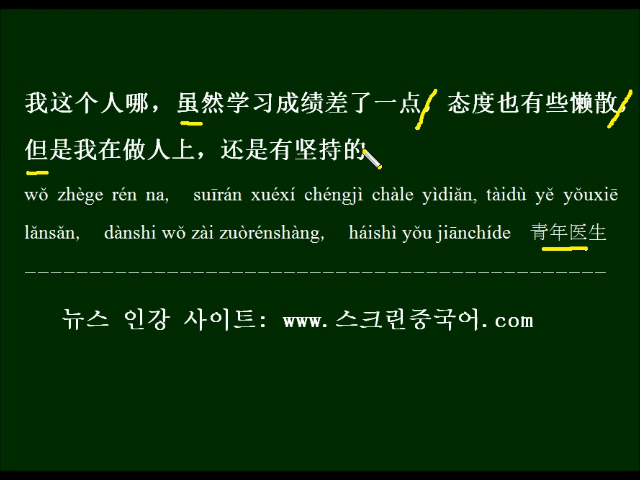 我这个人哪，虽然学习成绩差了一点，态度也有些懒散，
但是我在做人上，还是有坚持的
wǒ zhège rén na, suīrán xuéxí chéngjì chàle yìdiǎn, tàidù yě yǒuxiē
lǎnsǎn, dànshi wǒ zài zuòrénshàng, háishì yǒu jiānchíde 青年医生
뉴스 인강 사이트: www.스크린중국어.com